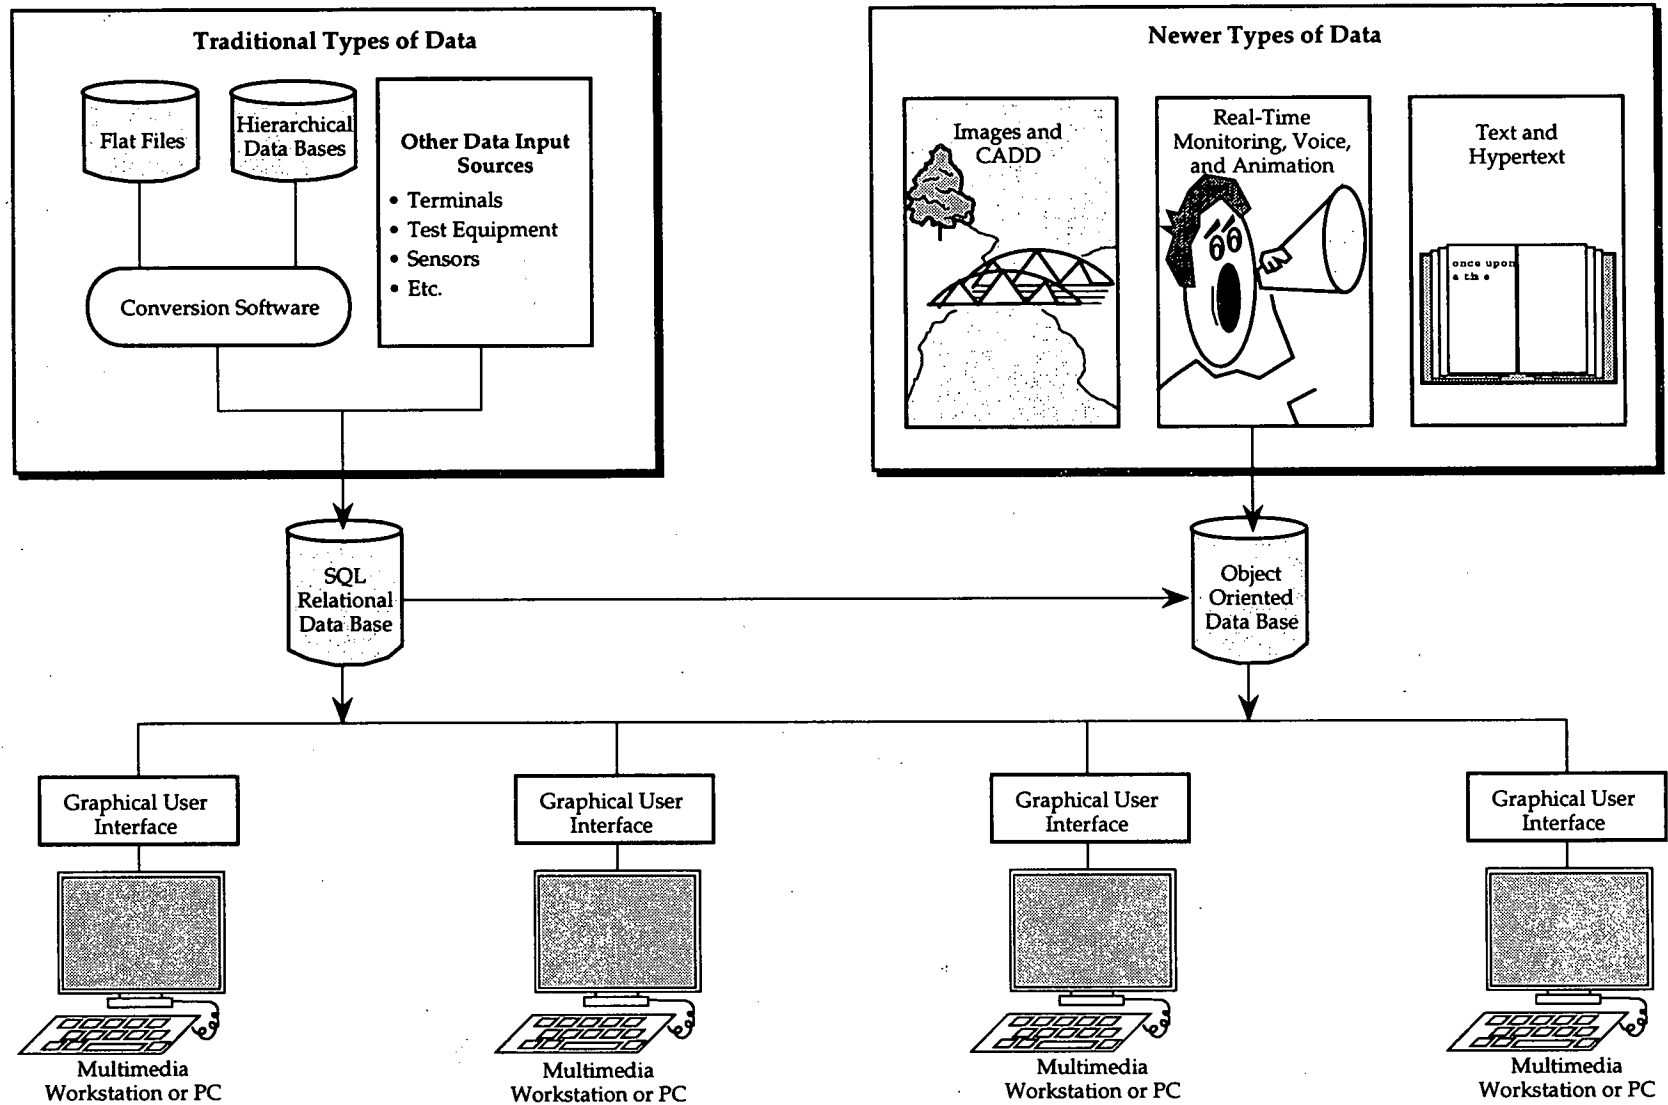 Traditional Types of Data
Flat Files
Hierarchical
Data Bases
Other Data Input
Sources
• Terminals
• Test Equipment
• Sensors
• Etc.
Conversion Software
Newer Types of Data
Images and
CADD
Real-Time
Monitoring, Voice,
and Animation
Text and
Hypertext
once upon
a th e
SQL
Relational
Data Base
Object
Oriented
Data Base
Graphical User
Interface
Graphical User
Interface
Graphical User
Interface
Graphical User
Interface
Multimedia
Workstation or PC
Multimedia
Workstation or PC
Multimedia
Workstation or PC
Multimedia
Workstation or PC